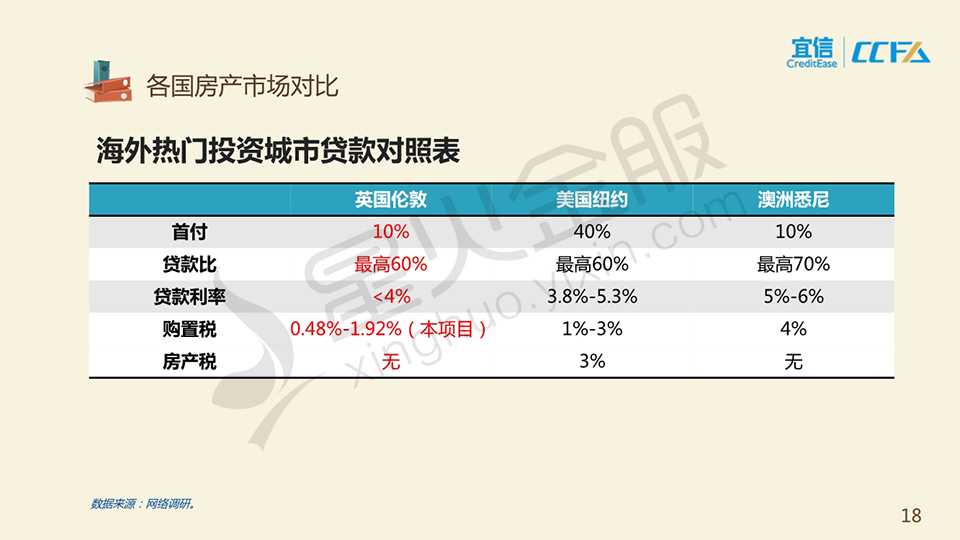 宜信 CCFA
CreditEase
各国房产市场对比
海外热门投资城市贷款对照表
英国伦敦 美国纽约 澳洲悉尼
首付 10% 40% 10%
贷款比 最高60% 最高60% 最高70%
贷款利率 <4% 3.8%-5.3% 5%-6%
购置税 0.48%-1.92%（本项目） 1%-3% 4%
房产税 无 3% 无
星火金服
xinghuo.yixin.com
数据来源：网络调研。
18